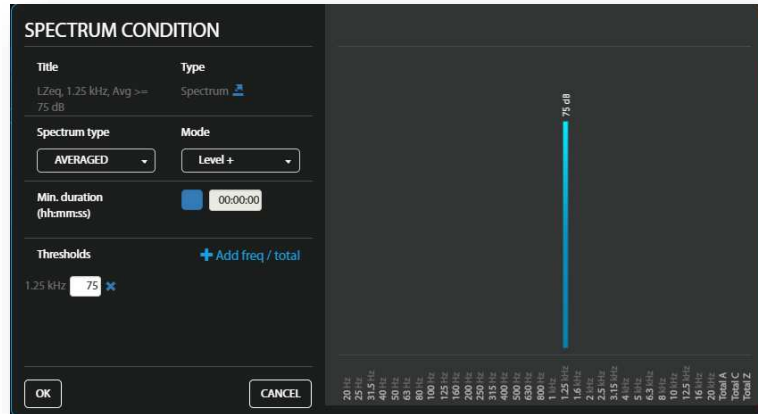 SPECTRUM CONDITION
Title
Type
LZeq, 1.25 kHz, Avg >=
75 dB
Spectrum
Spectrum type
Mode
AVERAGED
Level +
Min. duration
(hh:mm:ss)
00:00:00
Thresholds
+ Add freq / total
1.25 kHz
75
OK
CANCEL
75 dB
20 Hz
25 Hz
31.5 Hz
40 Hz
50 Hz
63 Hz
80 Hz
100 Hz
125 Hz
160 Hz
200 Hz
250 Hz
315 Hz
400 Hz
500 Hz
630 Hz
800 Hz
1 kHz
1.25 kHz
1.6 kHz
2 kHz
2.5 kHz
3.15 kHz
4 kHz
5 kHz
6.3 kHz
8 kHz
10 kHz
12.5 kHz
16 kHz
20 kHz
Total A
Total C
Total Z